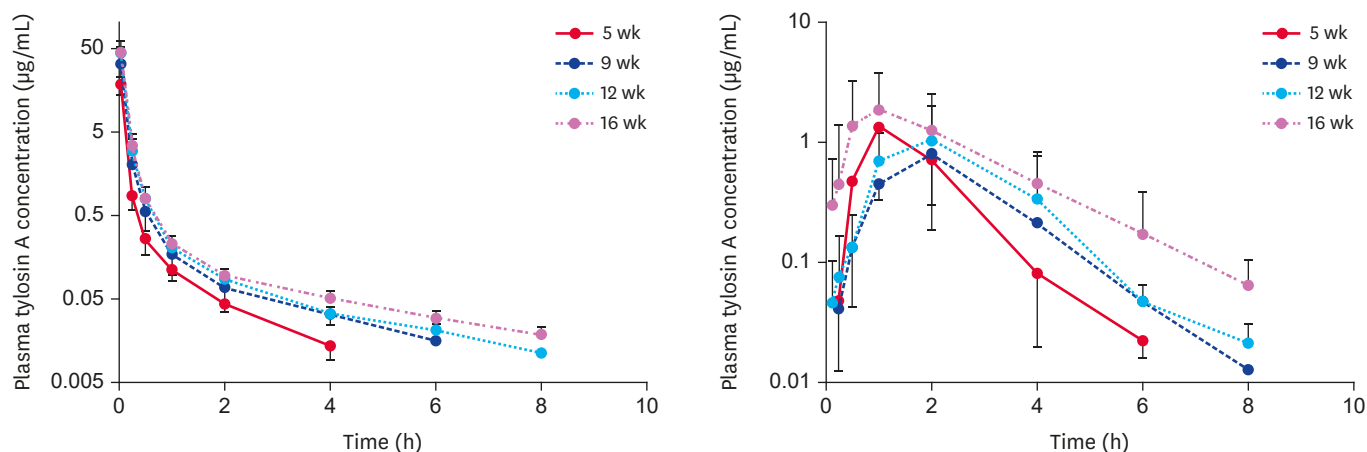 Plasma tylosin A concentration (µg/mL)
50
5
0.5
0.05
0.005
0 2 4 6 8 10
Time (h)
5 wk
9 wk
12 wk
16 wk
Plasma tylosin A concentration (µg/mL)
10
1
0.1
0.01
0 2 4 6 8 10
Time (h)
5 wk
9 wk
12 wk
16 wk